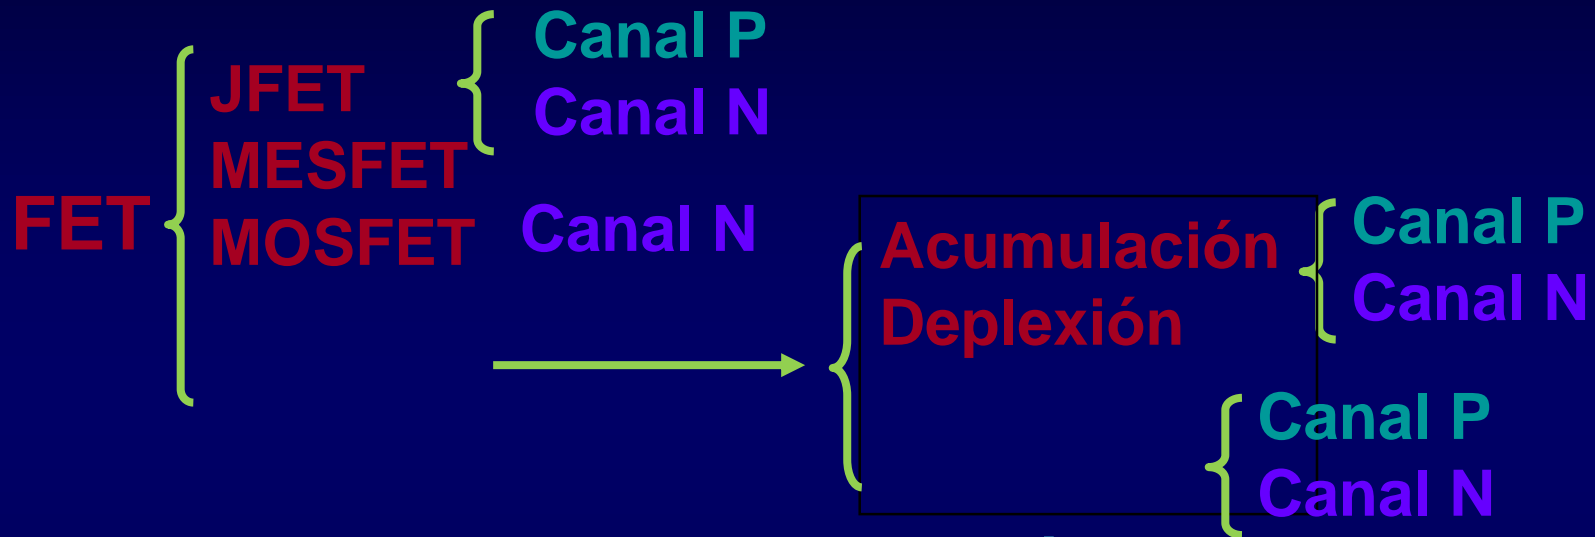 FET
JFET
MESFET
MOSFET
Canal P
Canal N
Canal N
Acumulación
Deplexión
Canal P
Canal N
Canal P
Canal N